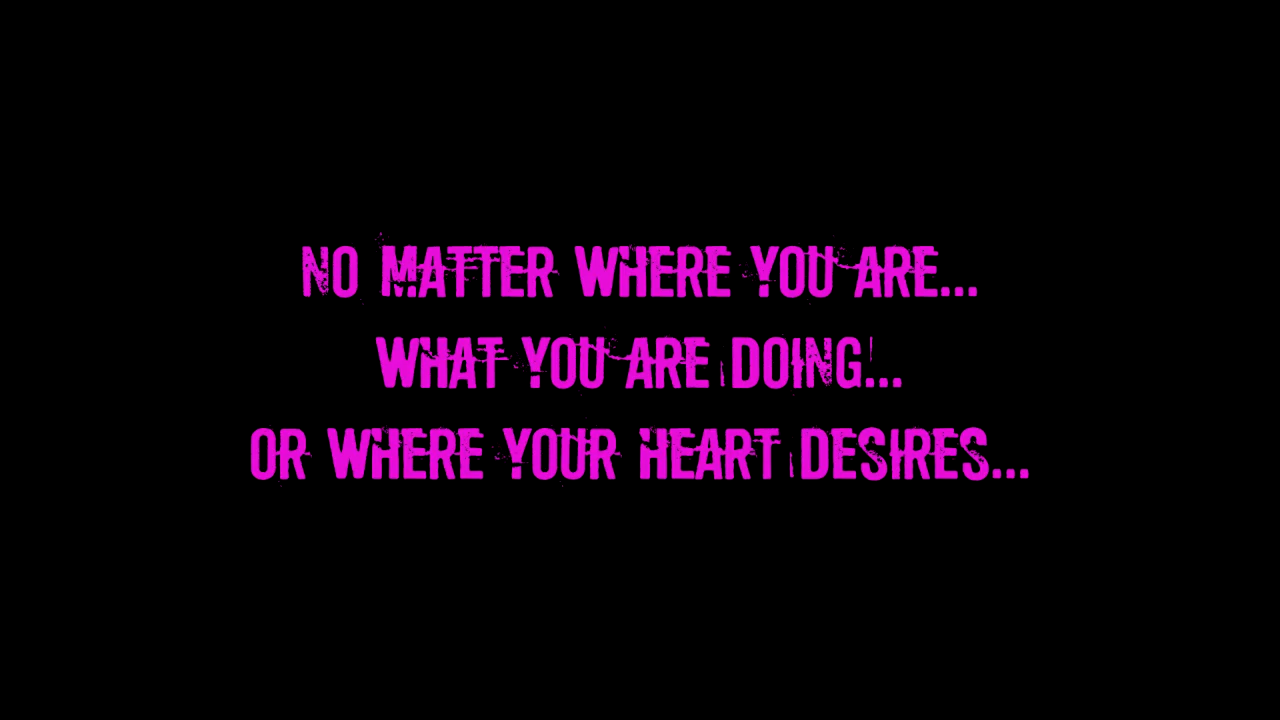 NO MATTER WHERE YOU ARE...
WHAT YOU ARE DOING...
OR WHERE YOUR HEART DESIRES...